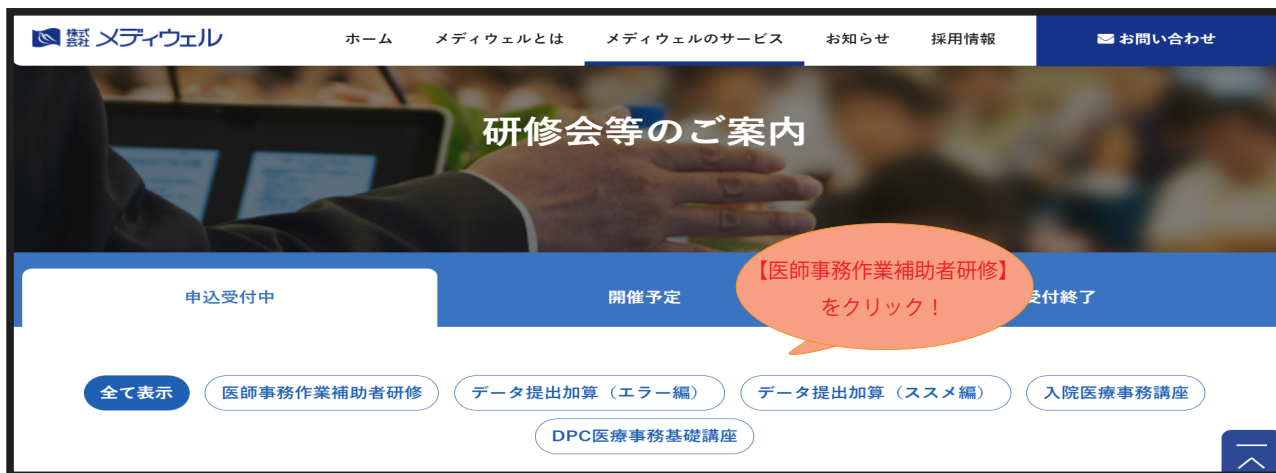 株式会社 メディウェル
ホーム メディウェルとは メディウェルのサービス お知らせ 採用情報 お問い合わせ
研修会等のご案内
【医師事務作業補助者研修】
をクリック！
申込受付中 開催予定 受付終了
全て表示 医師事務作業補助者研修 データ提出加算（エラー編） データ提出加算（ススメ編） 入院医療事務講座
DPC医療事務基礎講座